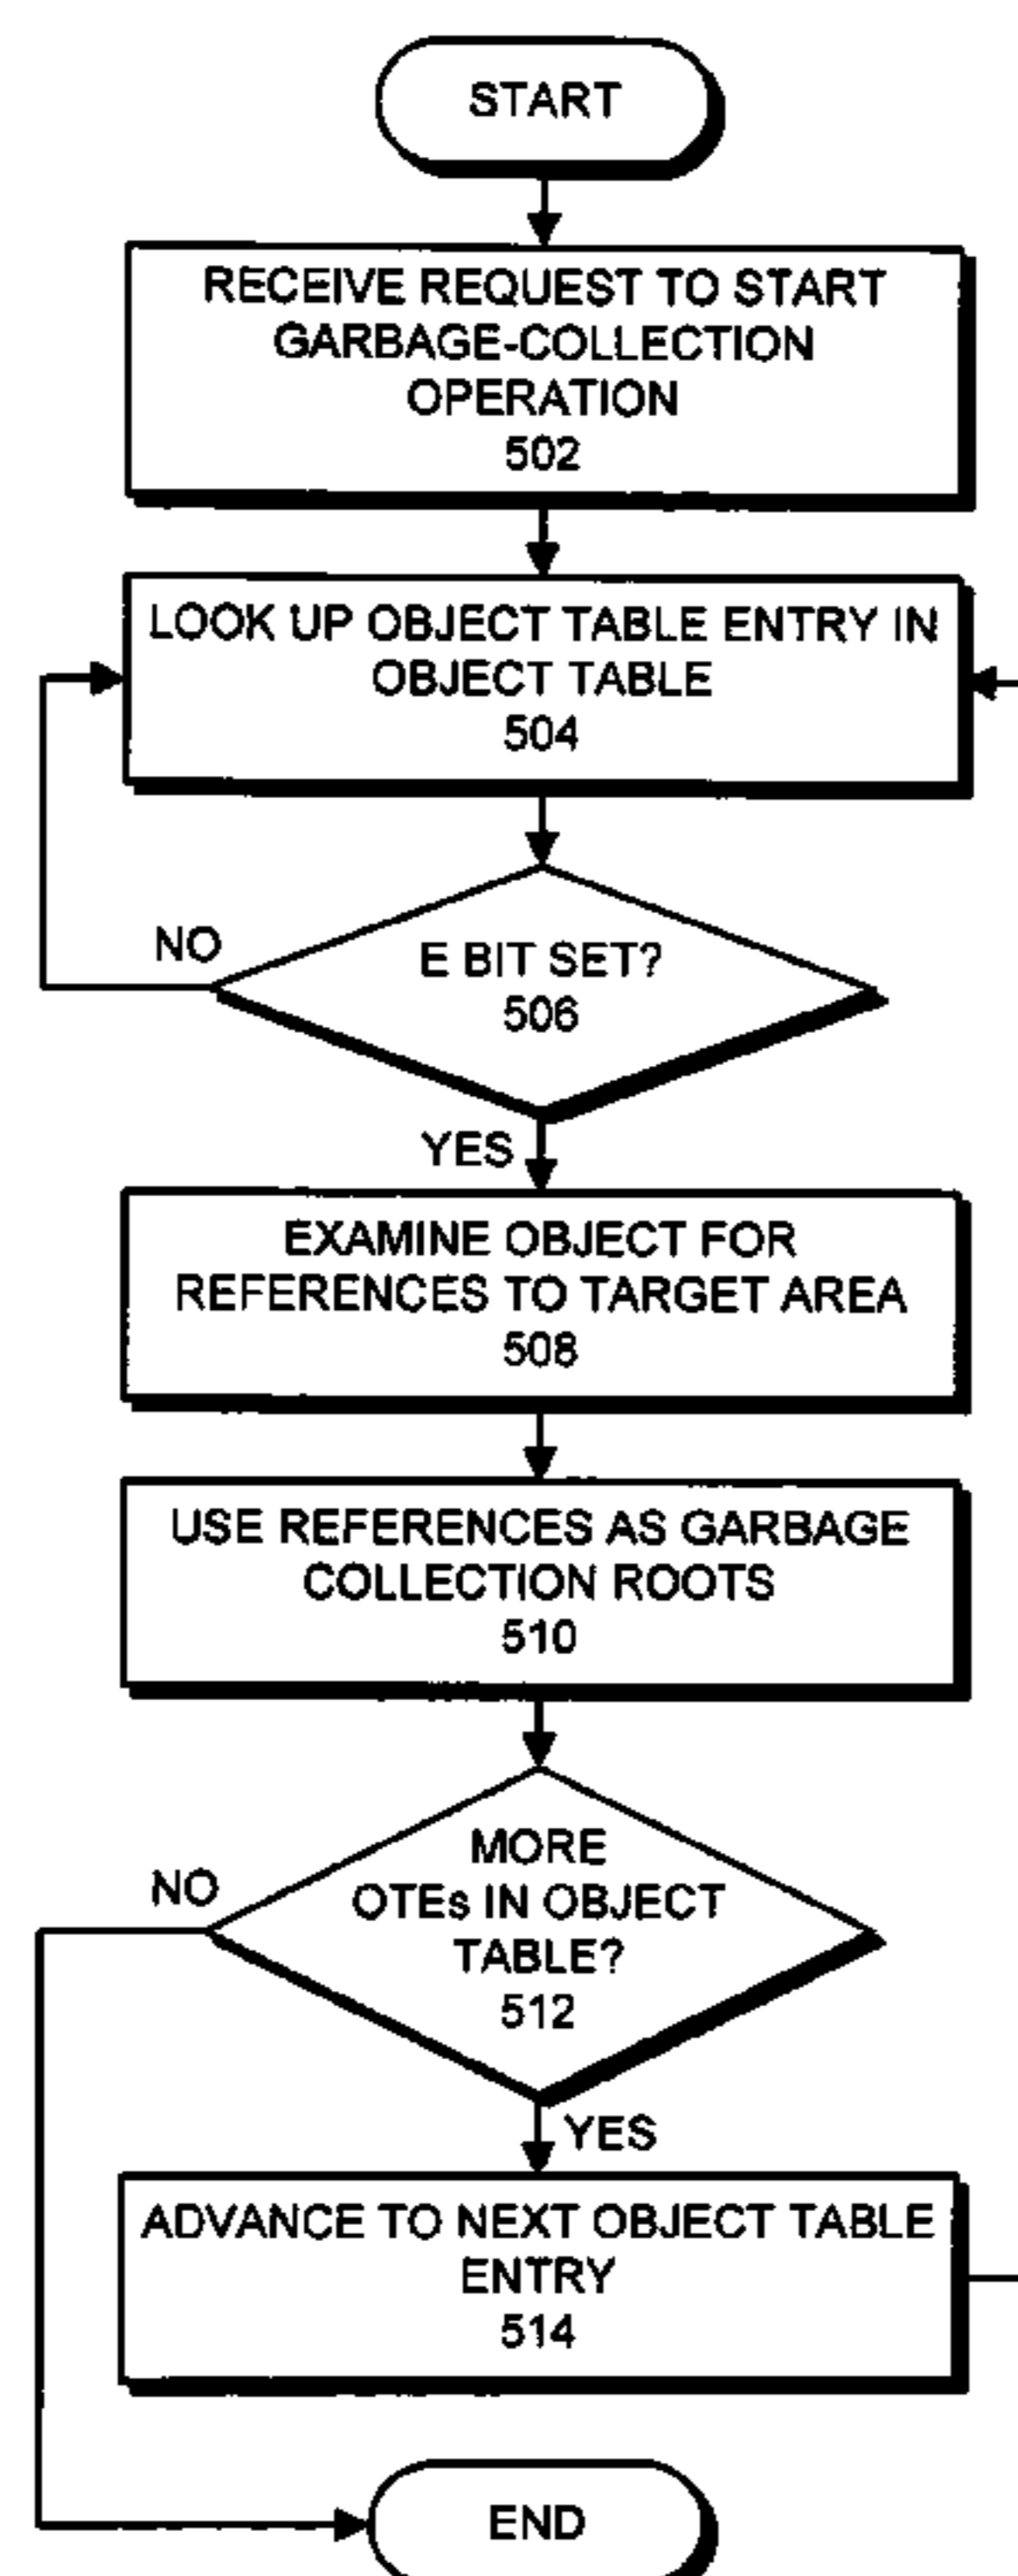 START
RECEIVE REQUEST TO START
GARBAGE-COLLECTION
OPERATION
502
LOOK UP OBJECT TABLE ENTRY IN
OBJECT TABLE
504
NO
E BIT SET?
506
YES
EXAMINE OBJECT FOR
REFERENCES TO TARGET AREA
508
USE REFERENCES AS GARBAGE
COLLECTION ROOTS
510
NO
MORE
OTEs IN OBJECT
TABLE?
512
YES
ADVANCE TO NEXT OBJECT TABLE
ENTRY
514
END